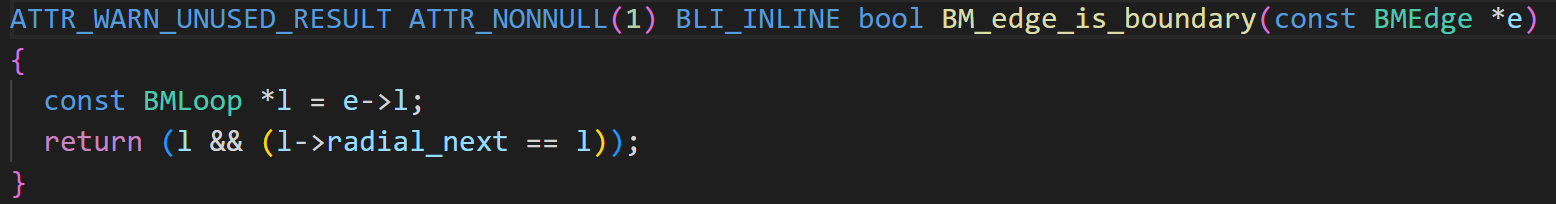 ATTR_WARN_UNUSED_RESULT ATTR_NONNULL(1) BLI_INLINE bool BM_edge_is_boundary(const BMEdge *e)
{
  const BMLoop *l = e->l;
  return (l && (l->radial_next == l));
}